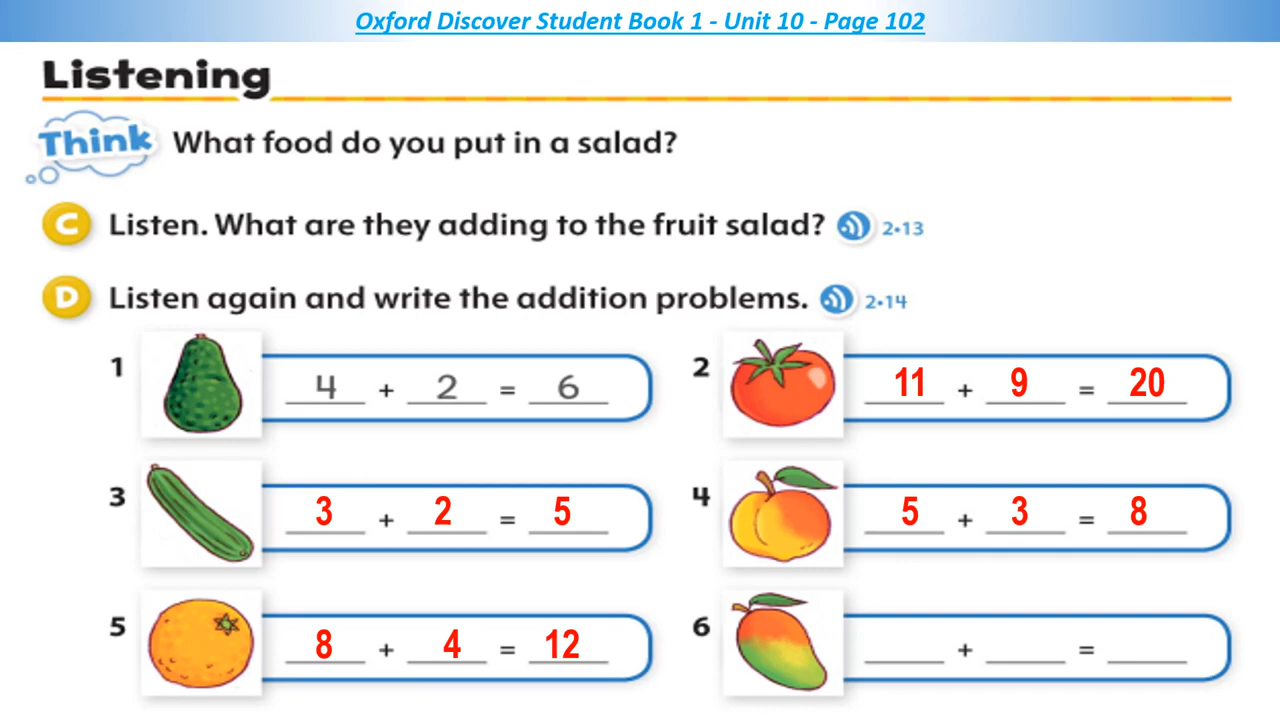 Oxford Discover Student Book 1 - Unit 10 - Page 102
Listening
Think What food do you put in a salad?
C Listen. What are they adding to the fruit salad? 2•13
D Listen again and write the addition problems. 2•14
1 4 + 2 = 6
2 11 + 9 = 20
3 3 + 2 = 5
4 5 + 3 = 8
5 8 + 4 = 12
6 ___ + ___ = ___